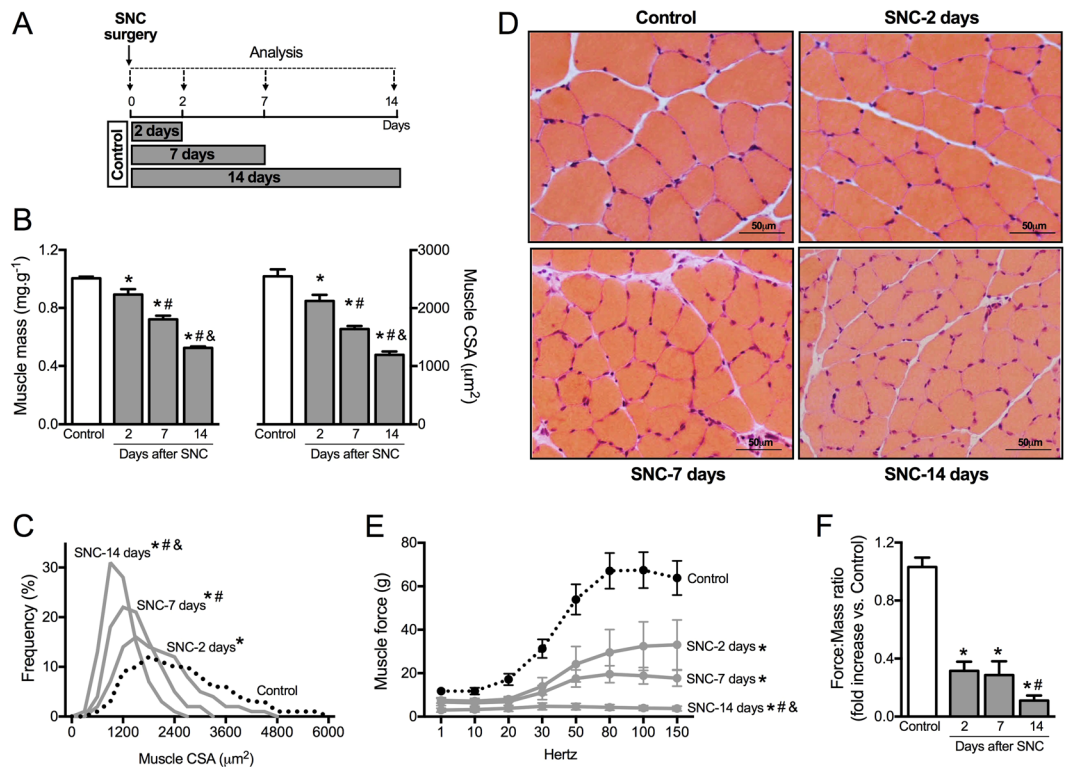 A
SNC
surgery
Analysis
0 2 7 14
Days
Control
2 days
7 days
14 days
B
Muscle mass (mg.g-1)
1.2
0.8
0.4
0.0
*
*#
*#&
Control 2 7 14
Days after SNC
*
*#
*#&
Control 2 7 14
Days after SNC
3000
2000
1000
0
Muscle CSA
(μm²)
C
Frequency (%)
30
20
10
0
SNC-14 days*#&
SNC-7 days*#
SNC-2 days*
Control
0 1200 2400 3600 4800 6000
Muscle CSA (μm²)
D
Control
SNC-2 days
50μm
50μm
50μm
50μm
SNC-7 days
SNC-14 days
E
Muscle force (g)
80
60
40
20
0
Control
SNC-2 days*
SNC-7 days*
SNC-14 days*#&
1 10 20 30 50 80 100 150
Hertz
F
Force:Mass ratio
(fold increase vs. Control)
1.2
0.8
0.4
0.0
*
*
*#
Control 2 7 14
Days after SNC